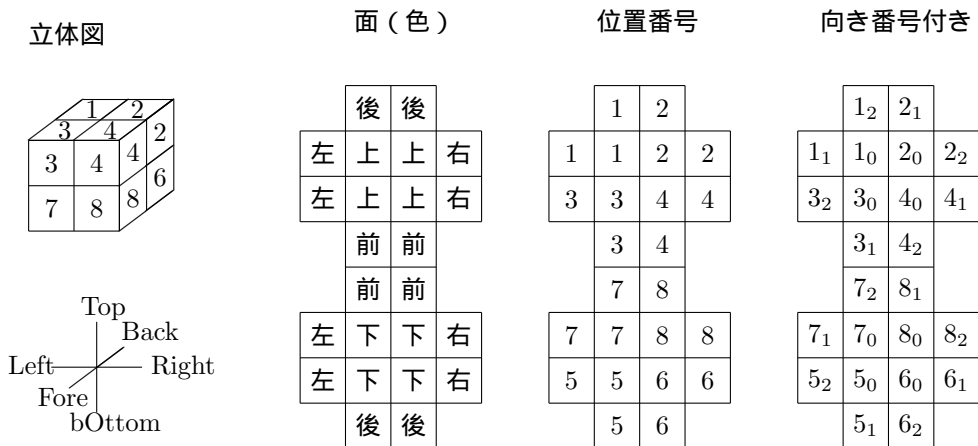 立体図 面(色) 位置番号 向き番号付き
後 後 1 2 1₂ 2₁
1 2
3 4 2
左 上 上 右 1 1 2 2 1₁ 1₀ 2₀ 2₂
3 4 4
6
左 上 上 右 3 3 4 4 3₂ 3₀ 4₀ 4₁
7 8 8
前 前 3 4 3₁ 4₂
前 前 7 8 7₂ 8₁
Top
Back
左 下 下 右 7 7 8 8 7₁ 7₀ 8₀ 8₂
Left Right
左 下 下 右 5 5 6 6 5₂ 5₀ 6₀ 6₁
Fore
bOttom
後 後 5 6 5₁ 6₂